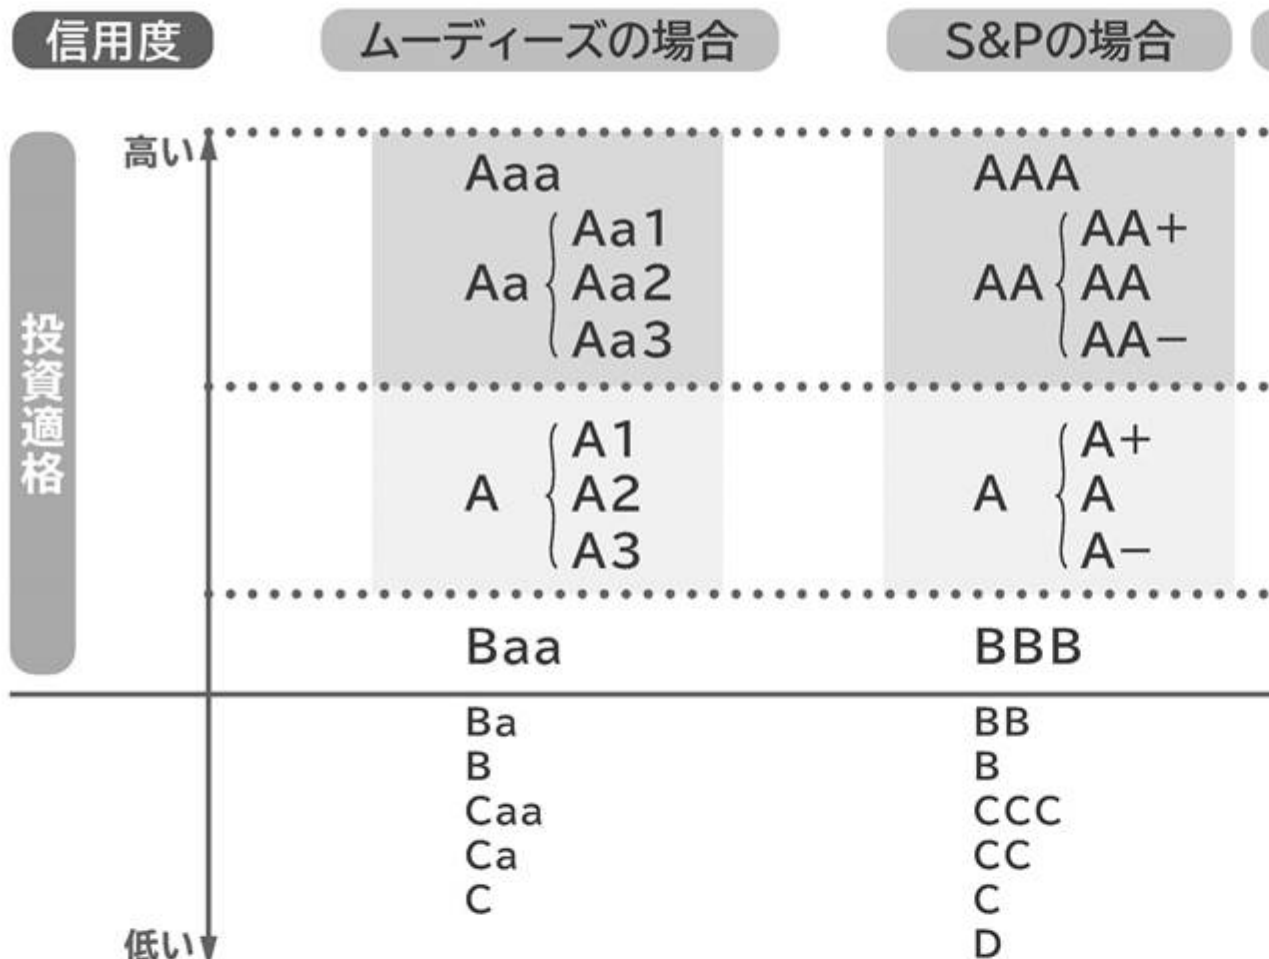 信用度 ムーディーズの場合 S&Pの場合
高い
Aaa AAA
Aa1 AA+
Aa Aa2 AA AA
Aa3 AA−
A1 A+
A A2 A A
A3 A−
投資適格
Baa BBB
Ba BB
B B
Caa CCC
Ca CC
C C
低い D